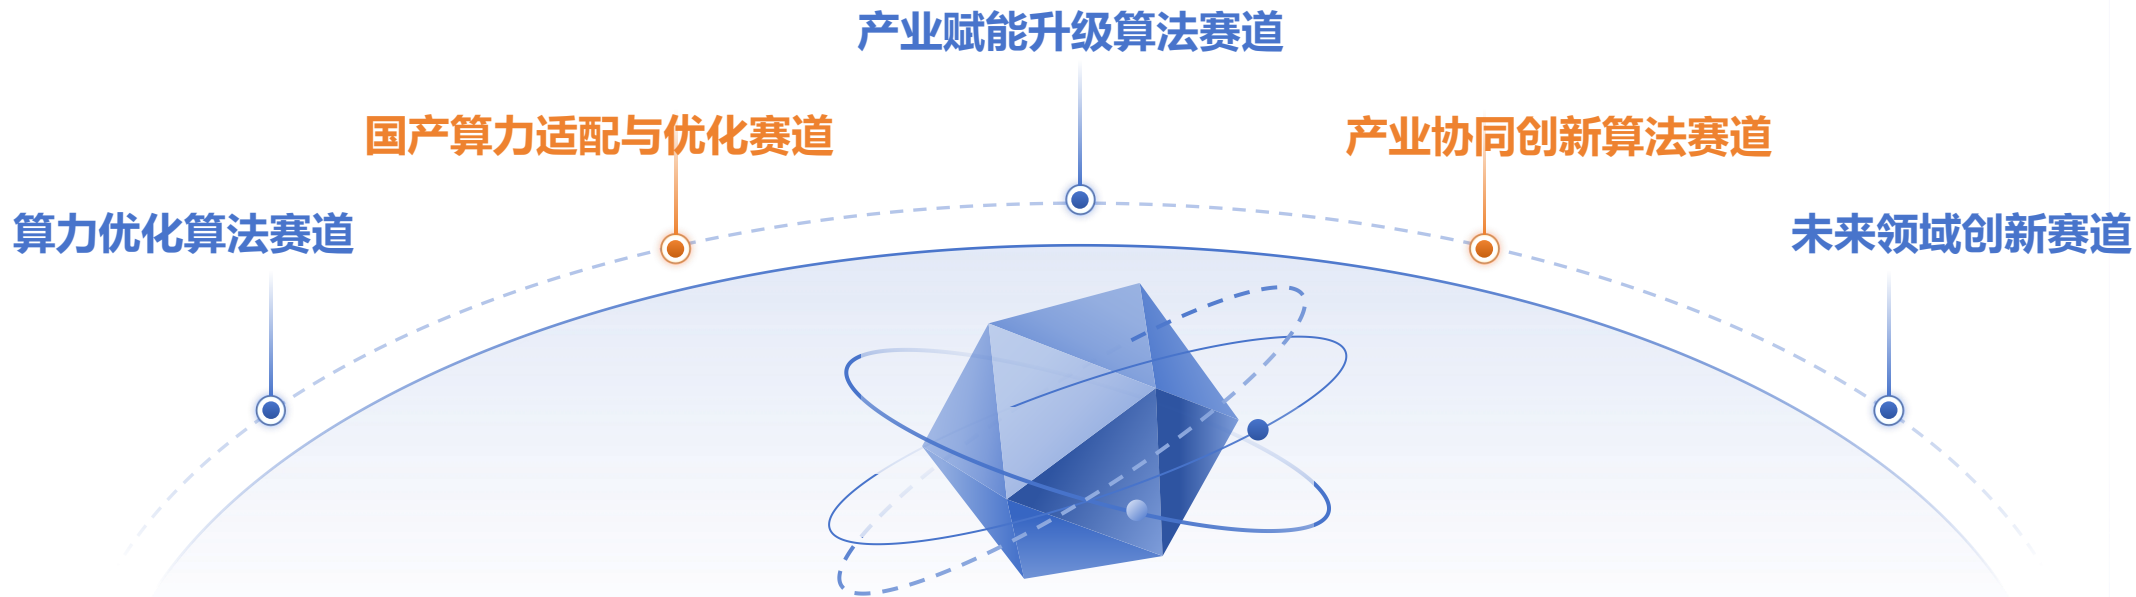 产业赋能升级算法赛道
国产算力适配与优化赛道
产业协同创新算法赛道
算力优化算法赛道
未来领域创新赛道